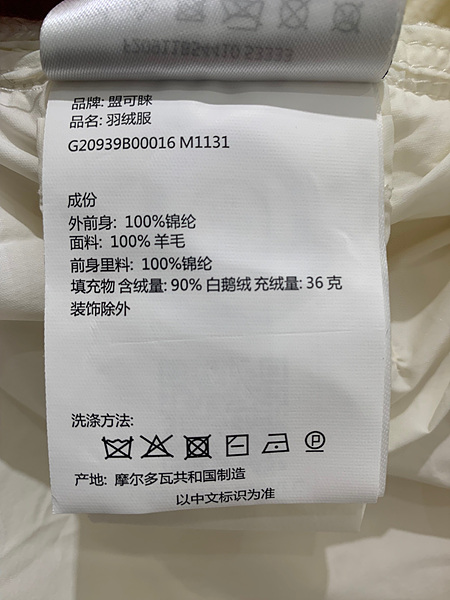 F20911B54410 53333
品牌: 盟可睐
品名: 羽绒服
G20939B00016 M1131
成份
外前身: 100%锦纶
面料: 100% 羊毛
前身里料: 100%锦纶
填充物 含绒量: 90% 白鹅绒 充绒量: 36 克
装饰除外
洗涤方法:
P
产地: 摩尔多瓦共和国制造
以中文标识为准